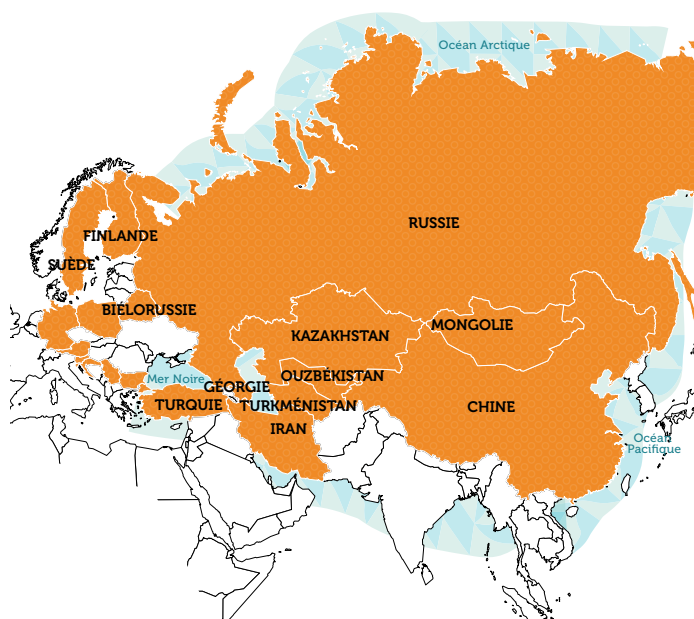 Océan Arctique
RUSSIE
FINLANDE
SUÈDE
BIÉLORUSSIE
MONGOLIE
KAZAKHSTAN
OUZBÉKISTAN
Mer Noire
GÉORGIE
TURQUIE
TURKMÉNISTAN
CHINE
IRAN
Océan
Pacifique